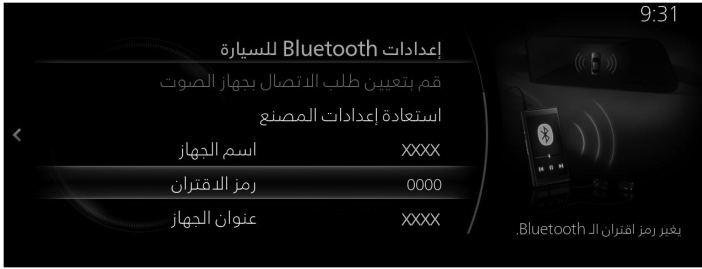 9:31
إعدادات Bluetooth للسيارة
قم بتعيين طلب الاتصال بجهاز الصوت
استعادة إعدادات المصنع
اسم الجهاز XXXX
رمز الاقتران 0000
عنوان الجهاز XXXX
يغير رمز اقتران الـ Bluetooth.